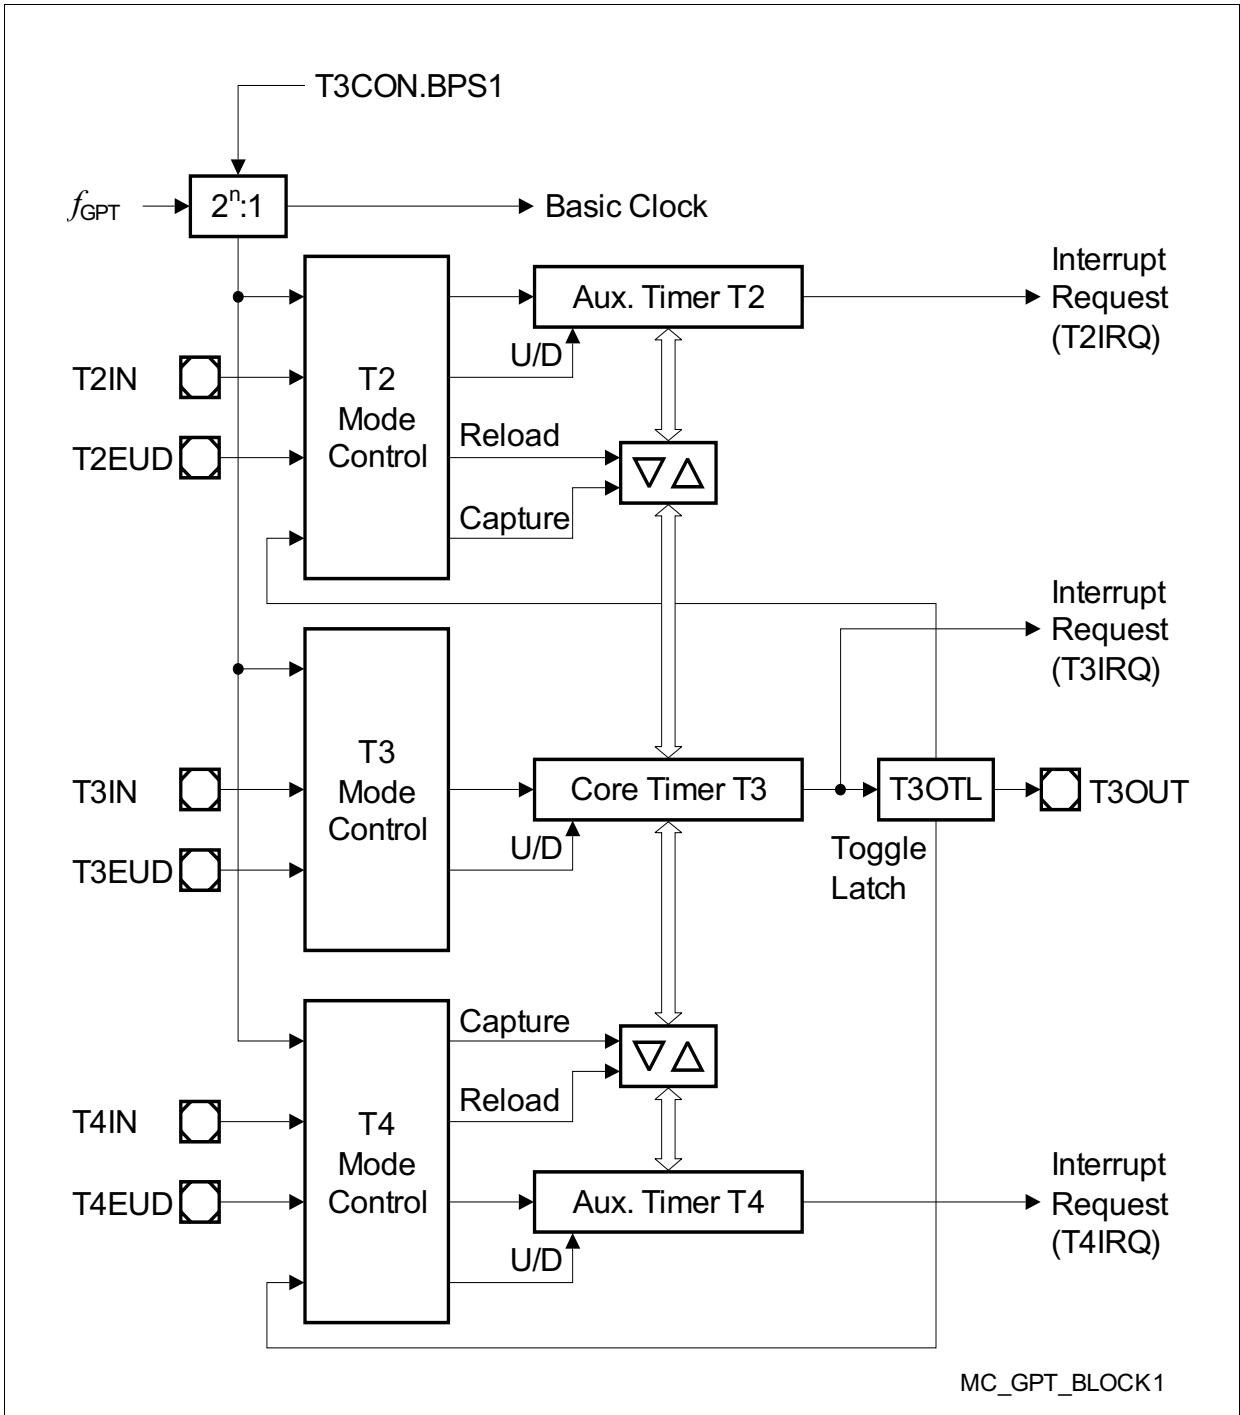 T3CON.BPS1
fGPT
2ⁿ:1
Basic Clock
Interrupt
Request
(T2IRQ)
Aux. Timer T2
U/D
T2IN
T2
Mode
Control
T2EUD
Reload
Capture
Interrupt
Request
(T3IRQ)
T3
Mode
Control
T3IN
Core Timer T3
T3OTL
T3OUT
U/D
Toggle
Latch
T3EUD
Capture
Reload
T4IN
T4
Mode
Control
T4EUD
Aux. Timer T4
U/D
Interrupt
Request
(T4IRQ)
MC_GPT_BLOCK1